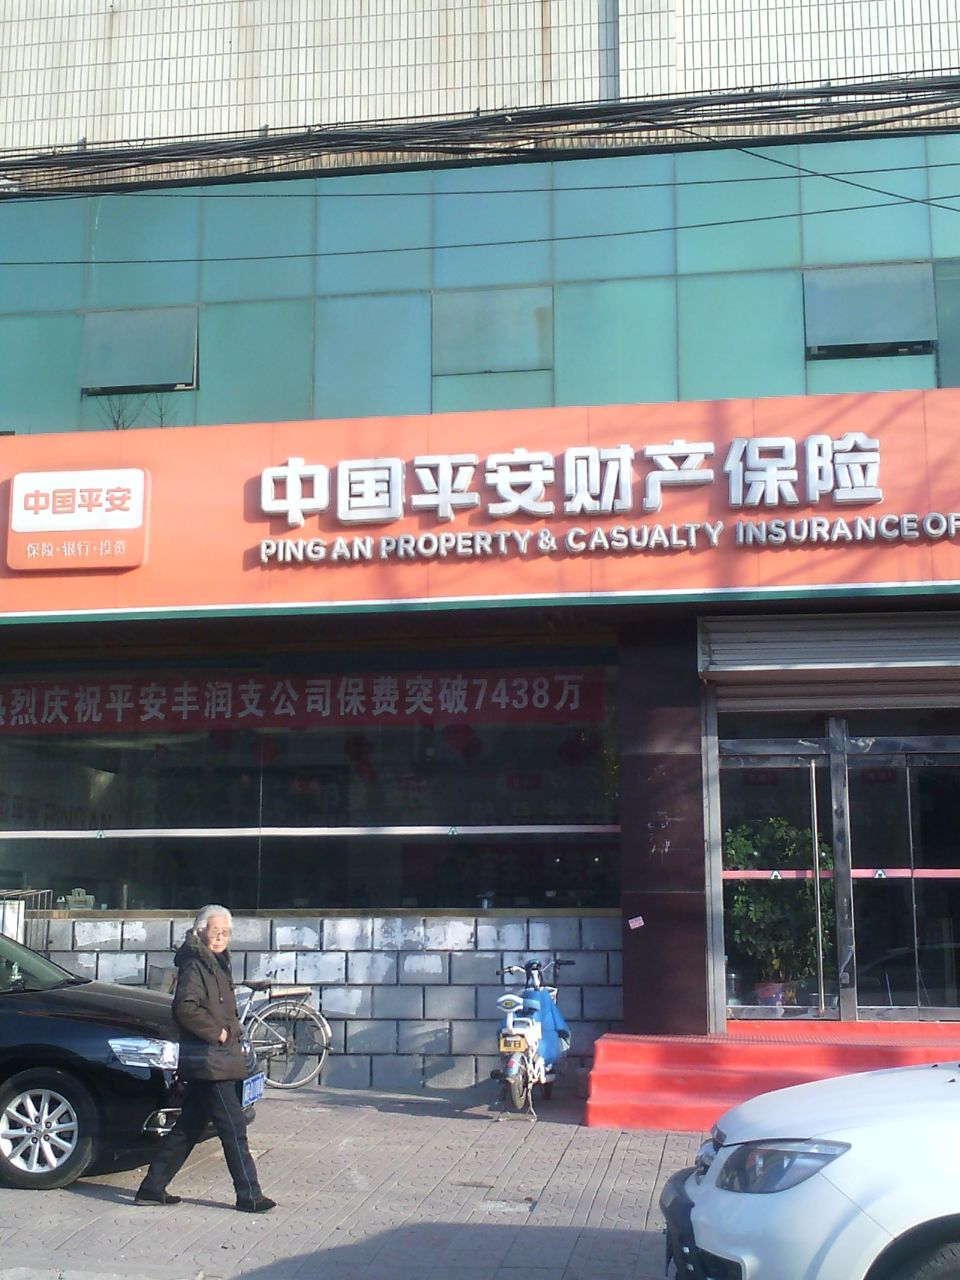 中国平安财产保险
中国平安
保险·银行·投资
PING AN PROPERTY & CASUALTY INSURANCE OF
热烈庆祝平安丰润支公司保费突破7438万